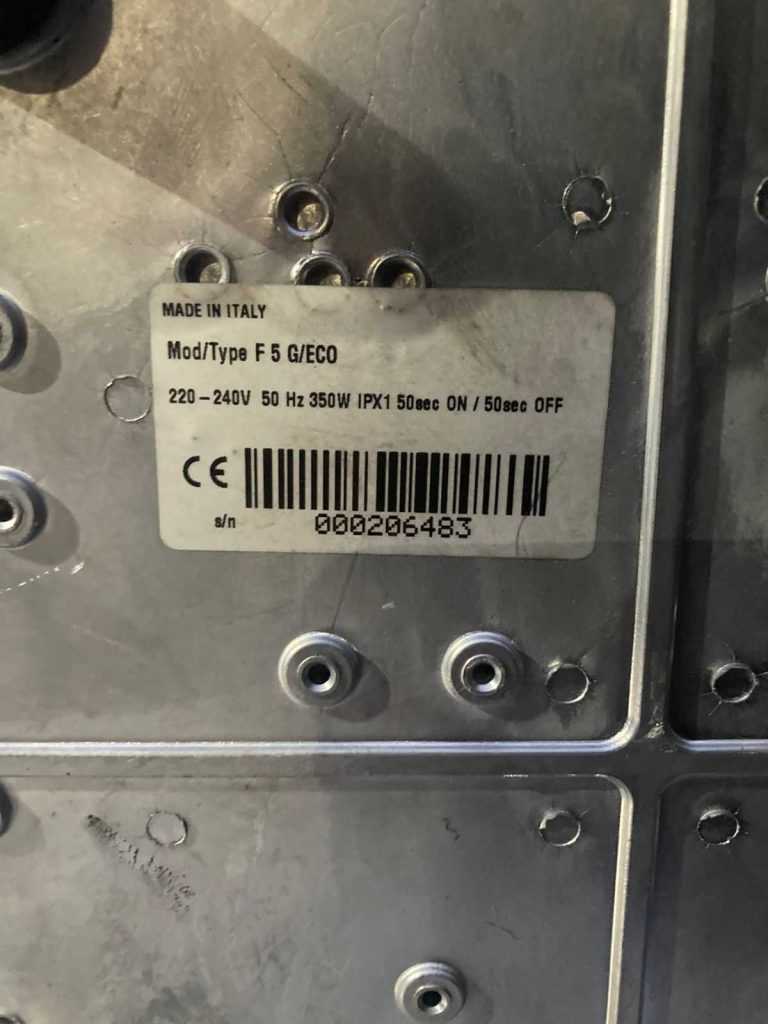 MADE IN ITALY
Mod/Type F 5 G/ECO
220-240V 50 Hz 350W IPX1 50sec ON / 50sec OFF
CE
s/n 000206483